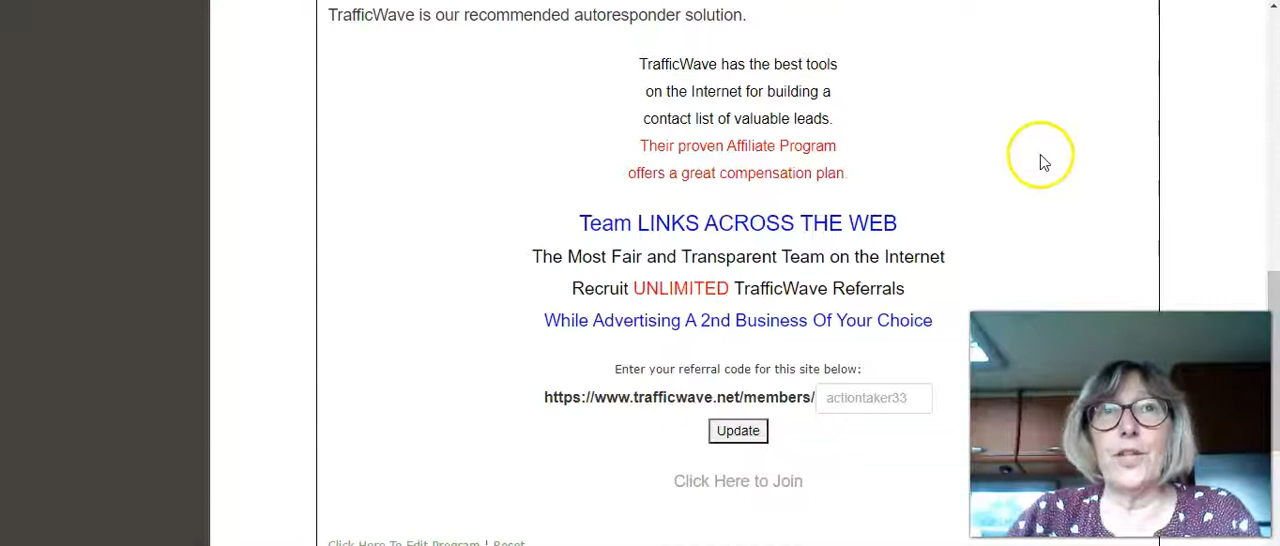 TrafficWave is our recommended autoresponder solution.
TrafficWave has the best tools
on the Internet for building a
contact list of valuable leads.
Their proven Affiliate Program
offers a great compensation plan.
Team LINKS ACROSS THE WEB
The Most Fair and Transparent Team on the Internet
Recruit UNLIMITED TrafficWave Referrals
While Advertising A 2nd Business Of Your Choice
Enter your referral code for this site below:
https://www.trafficwave.net/members/ actiontaker33
Update
Click Here to Join
Click Here To Edit Program | Reset